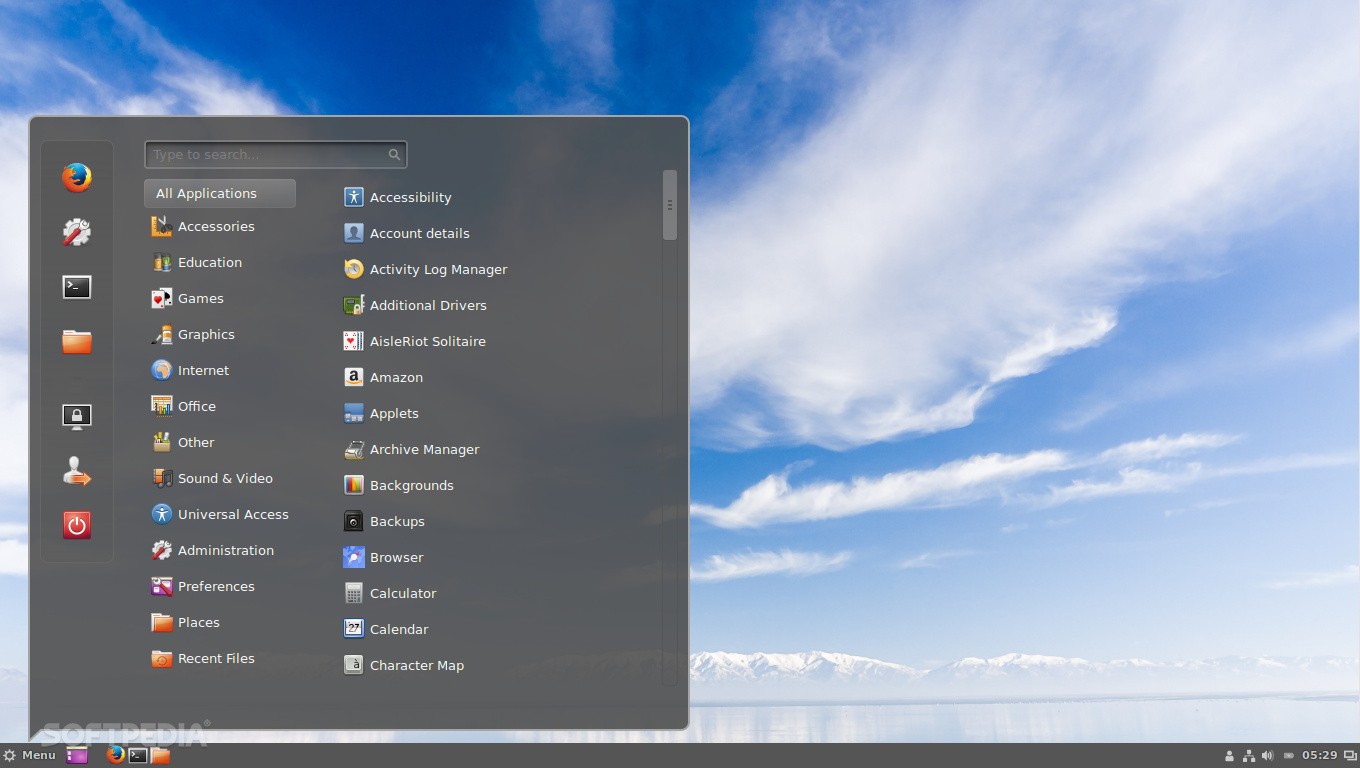 Type to search...
All Applications
Accessories
Education
Games
Graphics
Internet
Office
Other
Sound & Video
Universal Access
Administration
Preferences
Places
Recent Files
Accessibility
Account details
Activity Log Manager
Additional Drivers
AisleRiot Solitaire
Amazon
Applets
Archive Manager
Backgrounds
Backups
Browser
Calculator
Calendar
Character Map
SOFTPEDIA®
Menu
05:29